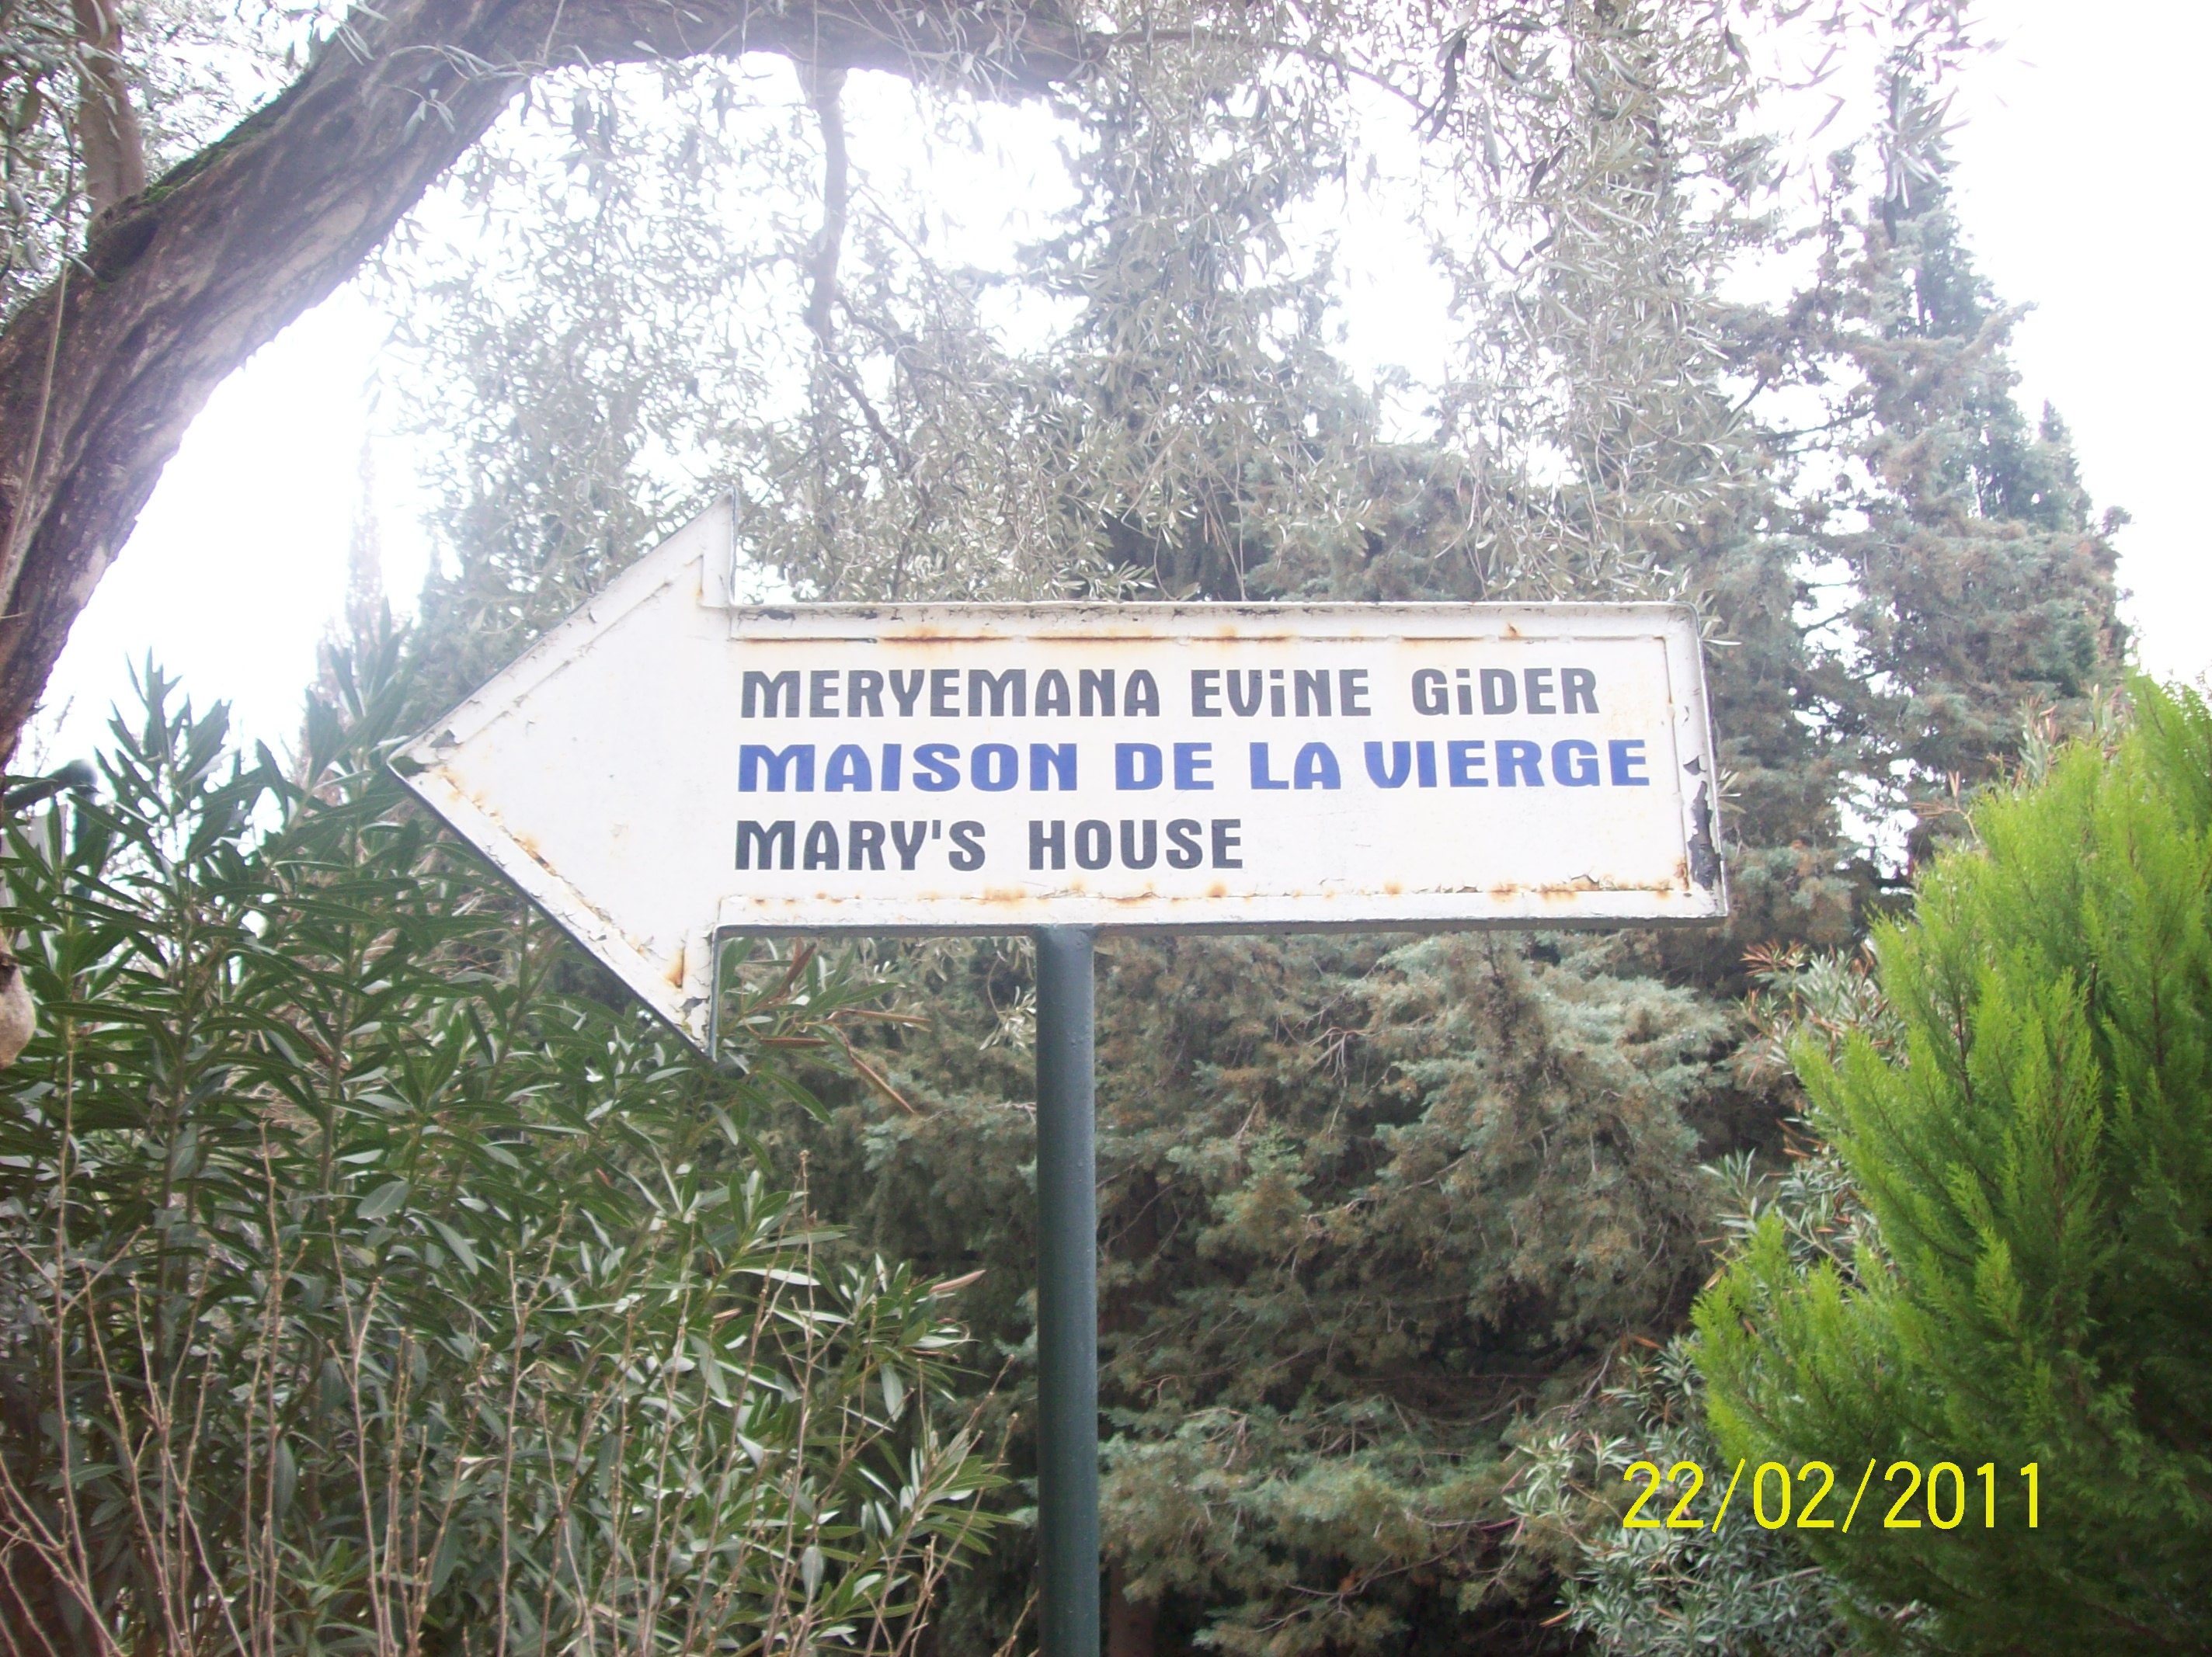 MERYEMANA EViNE GiDER
MAISON DE LA VIERGE
MARY'S HOUSE
22/02/2011